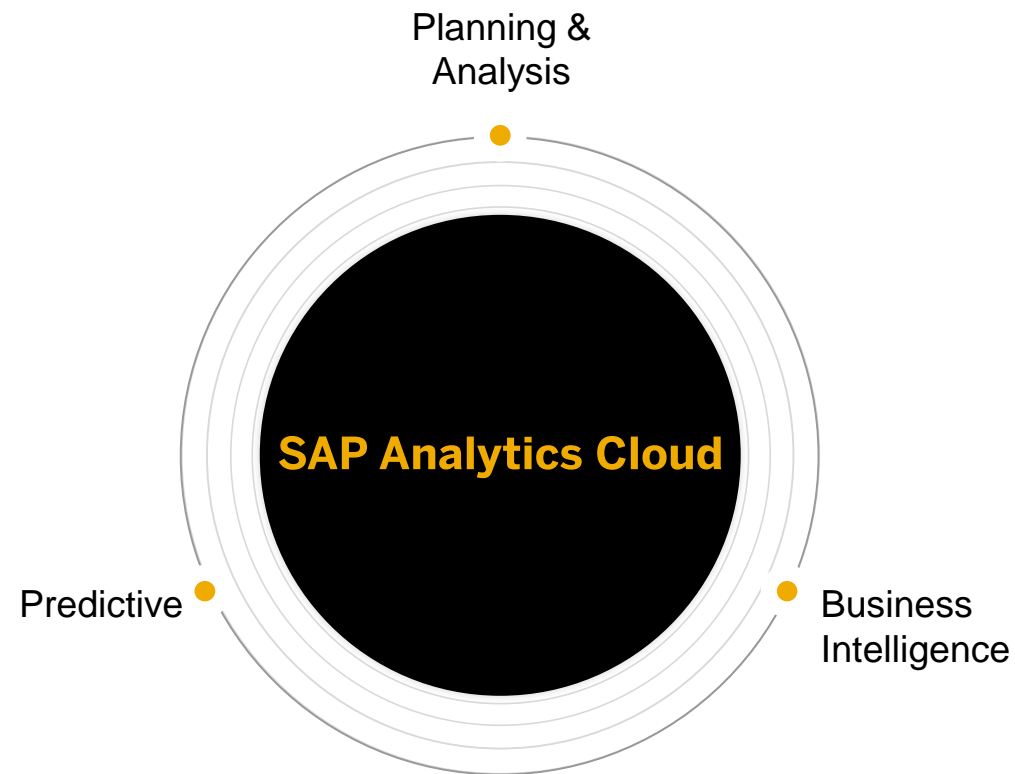 Planning &
Analysis
SAP Analytics Cloud
Predictive
Business
Intelligence